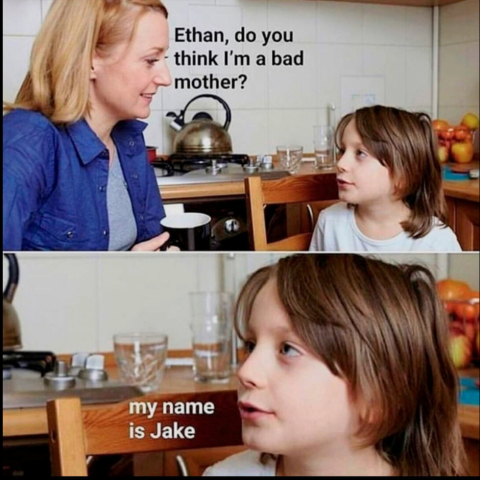 Ethan, do you
think I'm a bad
mother?
my name
is Jake